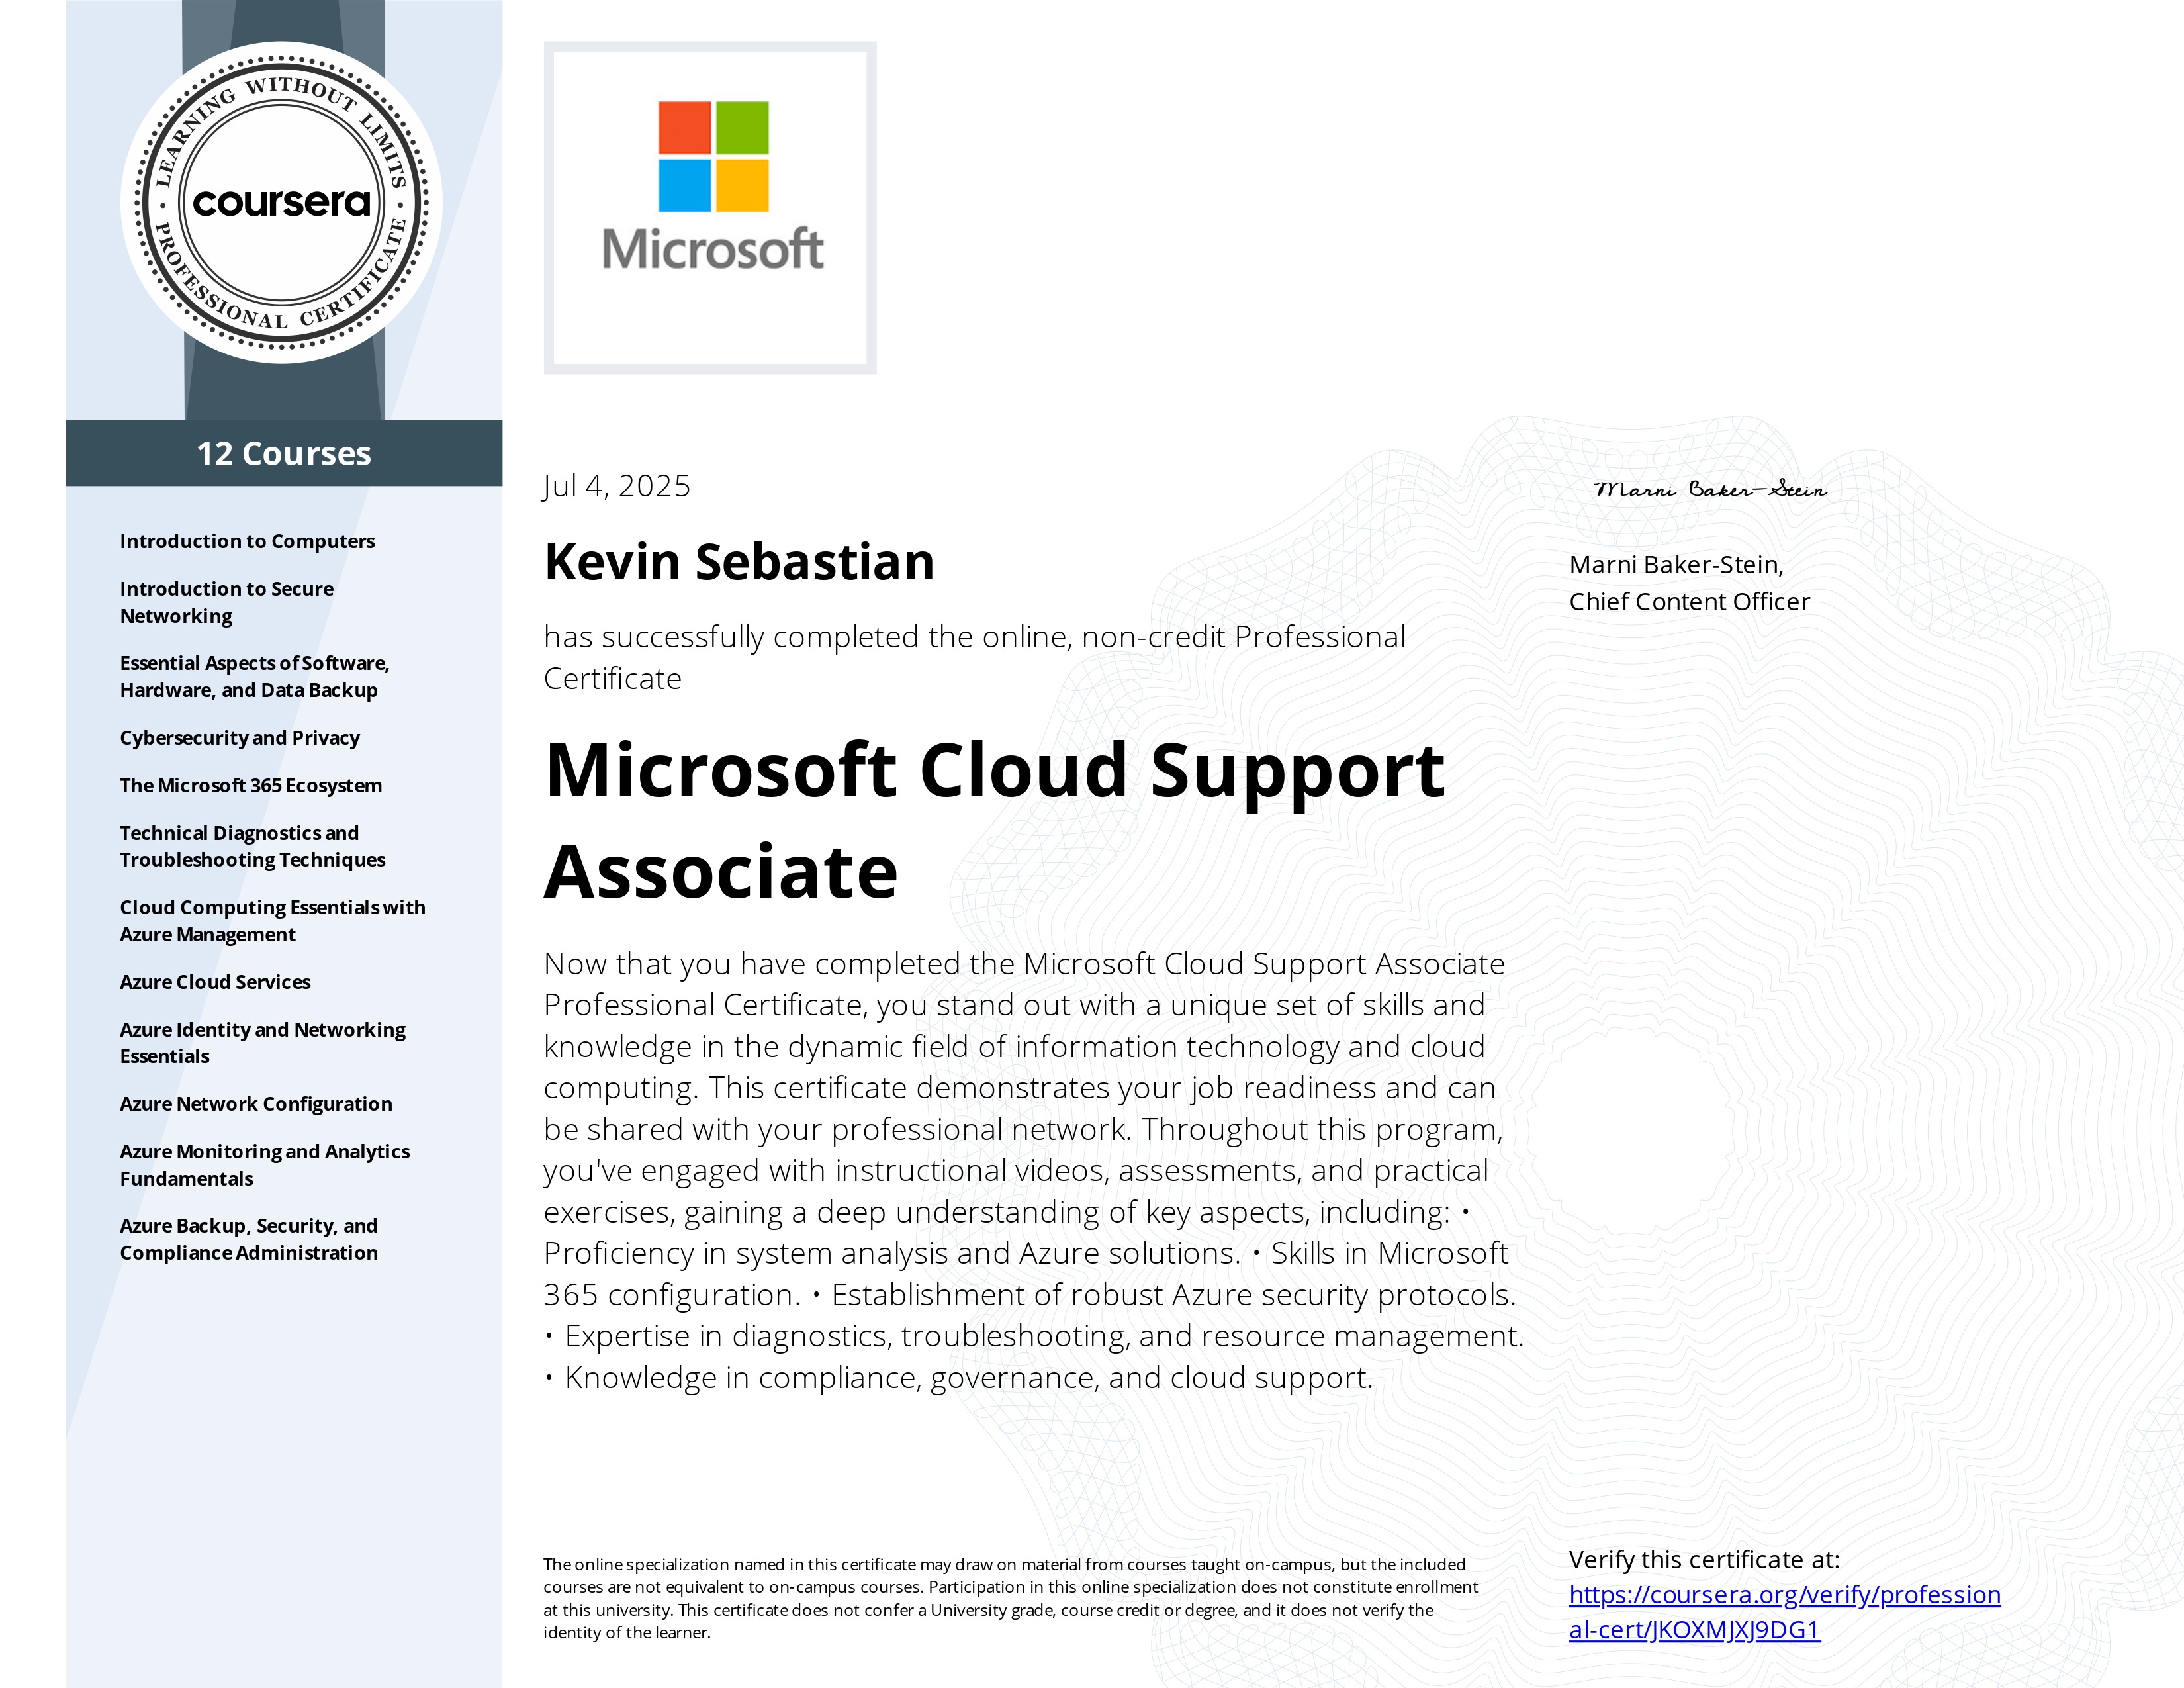 LEARNING WITHOUT LIMITS
coursera
PROFESSIONAL CERTIFICATE
12 Courses
Introduction to Computers
Introduction to Secure
Networking
Essential Aspects of Software,
Hardware, and Data Backup
Cybersecurity and Privacy
The Microsoft 365 Ecosystem
Technical Diagnostics and
Troubleshooting Techniques
Cloud Computing Essentials with
Azure Management
Azure Cloud Services
Azure Identity and Networking
Essentials
Azure Network Configuration
Azure Monitoring and Analytics
Fundamentals
Azure Backup, Security, and
Compliance Administration
Microsoft
Jul 4, 2025
Kevin Sebastian
has successfully completed the online, non-credit Professional
Certificate
Microsoft Cloud Support
Associate
Now that you have completed the Microsoft Cloud Support Associate
Professional Certificate, you stand out with a unique set of skills and
knowledge in the dynamic field of information technology and cloud
computing. This certificate demonstrates your job readiness and can
be shared with your professional network. Throughout this program,
you've engaged with instructional videos, assessments, and practical
exercises, gaining a deep understanding of key aspects, including: •
Proficiency in system analysis and Azure solutions. • Skills in Microsoft
365 configuration. • Establishment of robust Azure security protocols.
• Expertise in diagnostics, troubleshooting, and resource management.
• Knowledge in compliance, governance, and cloud support.
The online specialization named in this certificate may draw on material from courses taught on-campus, but the included
courses are not equivalent to on-campus courses. Participation in this online specialization does not constitute enrollment
at this university. This certificate does not confer a University grade, course credit or degree, and it does not verify the
identity of the learner.
Marni Baker-Stein
Marni Baker-Stein,
Chief Content Officer
Verify this certificate at:
https://coursera.org/verify/profession
al-cert/JKOXMJXJ9DG1